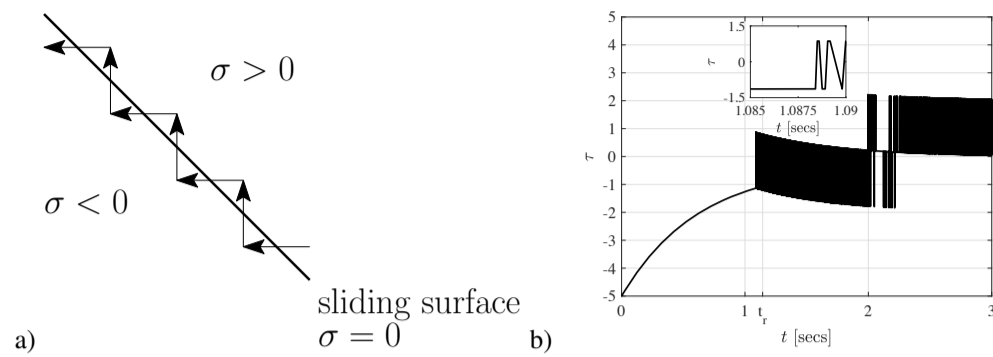 a)
σ > 0
σ < 0
sliding surface
σ = 0
b)
5
4
3
2
1
0
-1
-2
-3
-4
-5
τ
0
1
t_r
2
3
t [secs]
1.5
0
-1.5
τ
1.085
1.0875
1.09
t [secs]